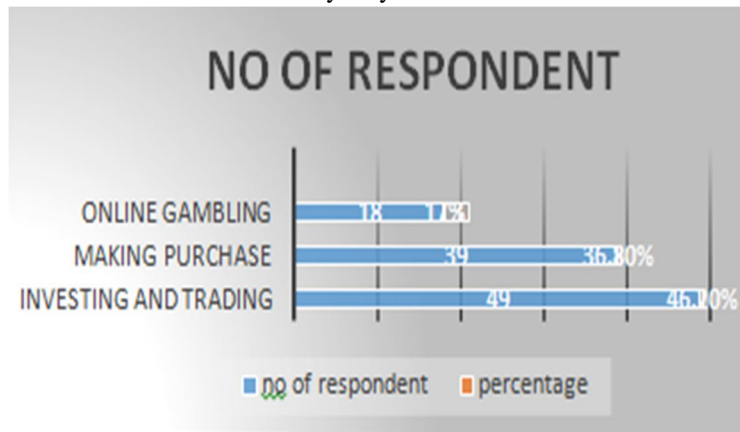 NO OF RESPONDENT
ONLINE GAMBLING 18
MAKING PURCHASE 39 36.80%
INVESTING AND TRADING 49 46.20%
no of respondent percentage